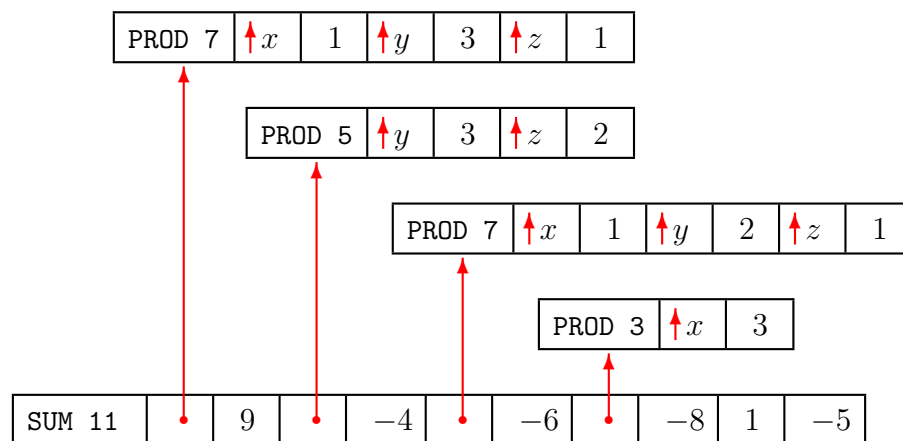 PROD 7 x 1 y 3 z 1
PROD 5 y 3 z 2
PROD 7 x 1 y 2 z 1
PROD 3 x 3
SUM 11 9 −4 −6 −8 1 −5